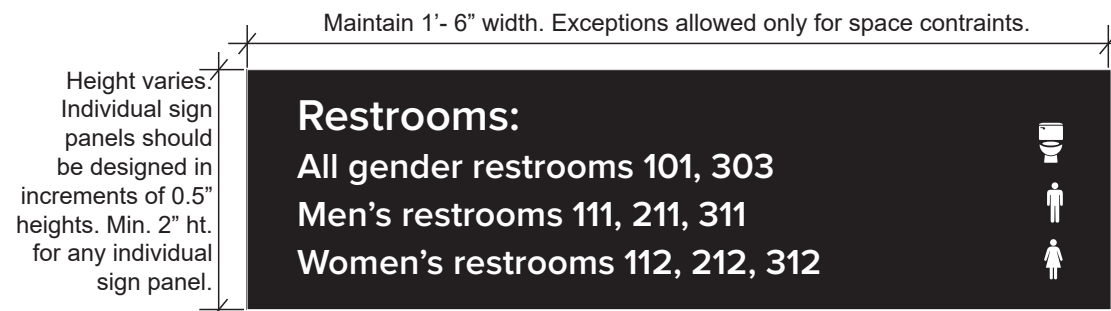 Maintain 1’- 6” width. Exceptions allowed only for space contraints.
Height varies.
Individual sign
panels should
be designed in
increments of 0.5”
heights. Min. 2” ht.
for any individual
sign panel.
Restrooms:
All gender restrooms 101, 303
Men’s restrooms 111, 211, 311
Women’s restrooms 112, 212, 312